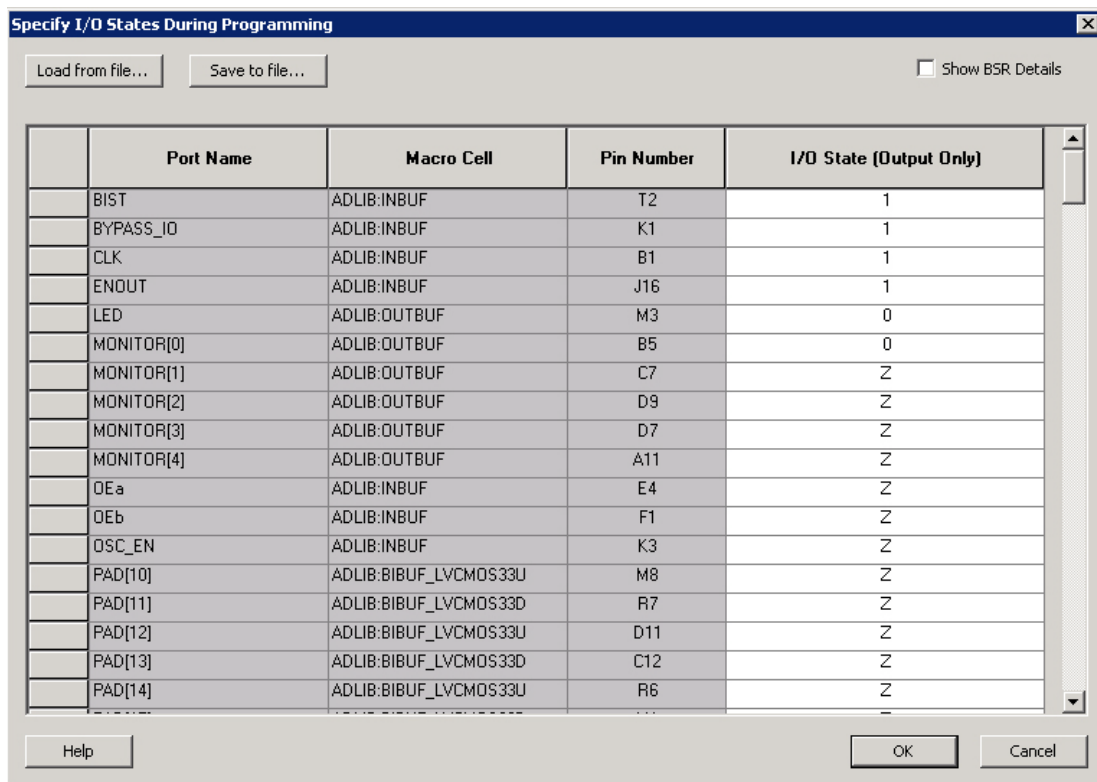 Specify I/O States During Programming
Load from file... Save to file... Show BSR Details
Port Name Macro Cell Pin Number I/O State (Output Only)
BIST ADLIB:INBUF T2 1
BYPASS_IO ADLIB:INBUF K1 1
CLK ADLIB:INBUF B1 1
ENOUT ADLIB:INBUF J16 1
LED ADLIB:OUTBUF M3 0
MONITOR[0] ADLIB:OUTBUF B5 0
MONITOR[1] ADLIB:OUTBUF C7 Z
MONITOR[2] ADLIB:OUTBUF D9 Z
MONITOR[3] ADLIB:OUTBUF D7 Z
MONITOR[4] ADLIB:OUTBUF A11 Z
OEa ADLIB:INBUF E4 Z
OEb ADLIB:INBUF F1 Z
OSC_EN ADLIB:INBUF K3 Z
PAD[10] ADLIB:BIBUF_LVCMOS33U M8 Z
PAD[11] ADLIB:BIBUF_LVCMOS33D R7 Z
PAD[12] ADLIB:BIBUF_LVCMOS33U D11 Z
PAD[13] ADLIB:BIBUF_LVCMOS33D C12 Z
PAD[14] ADLIB:BIBUF_LVCMOS33U R6 Z
Help OK Cancel